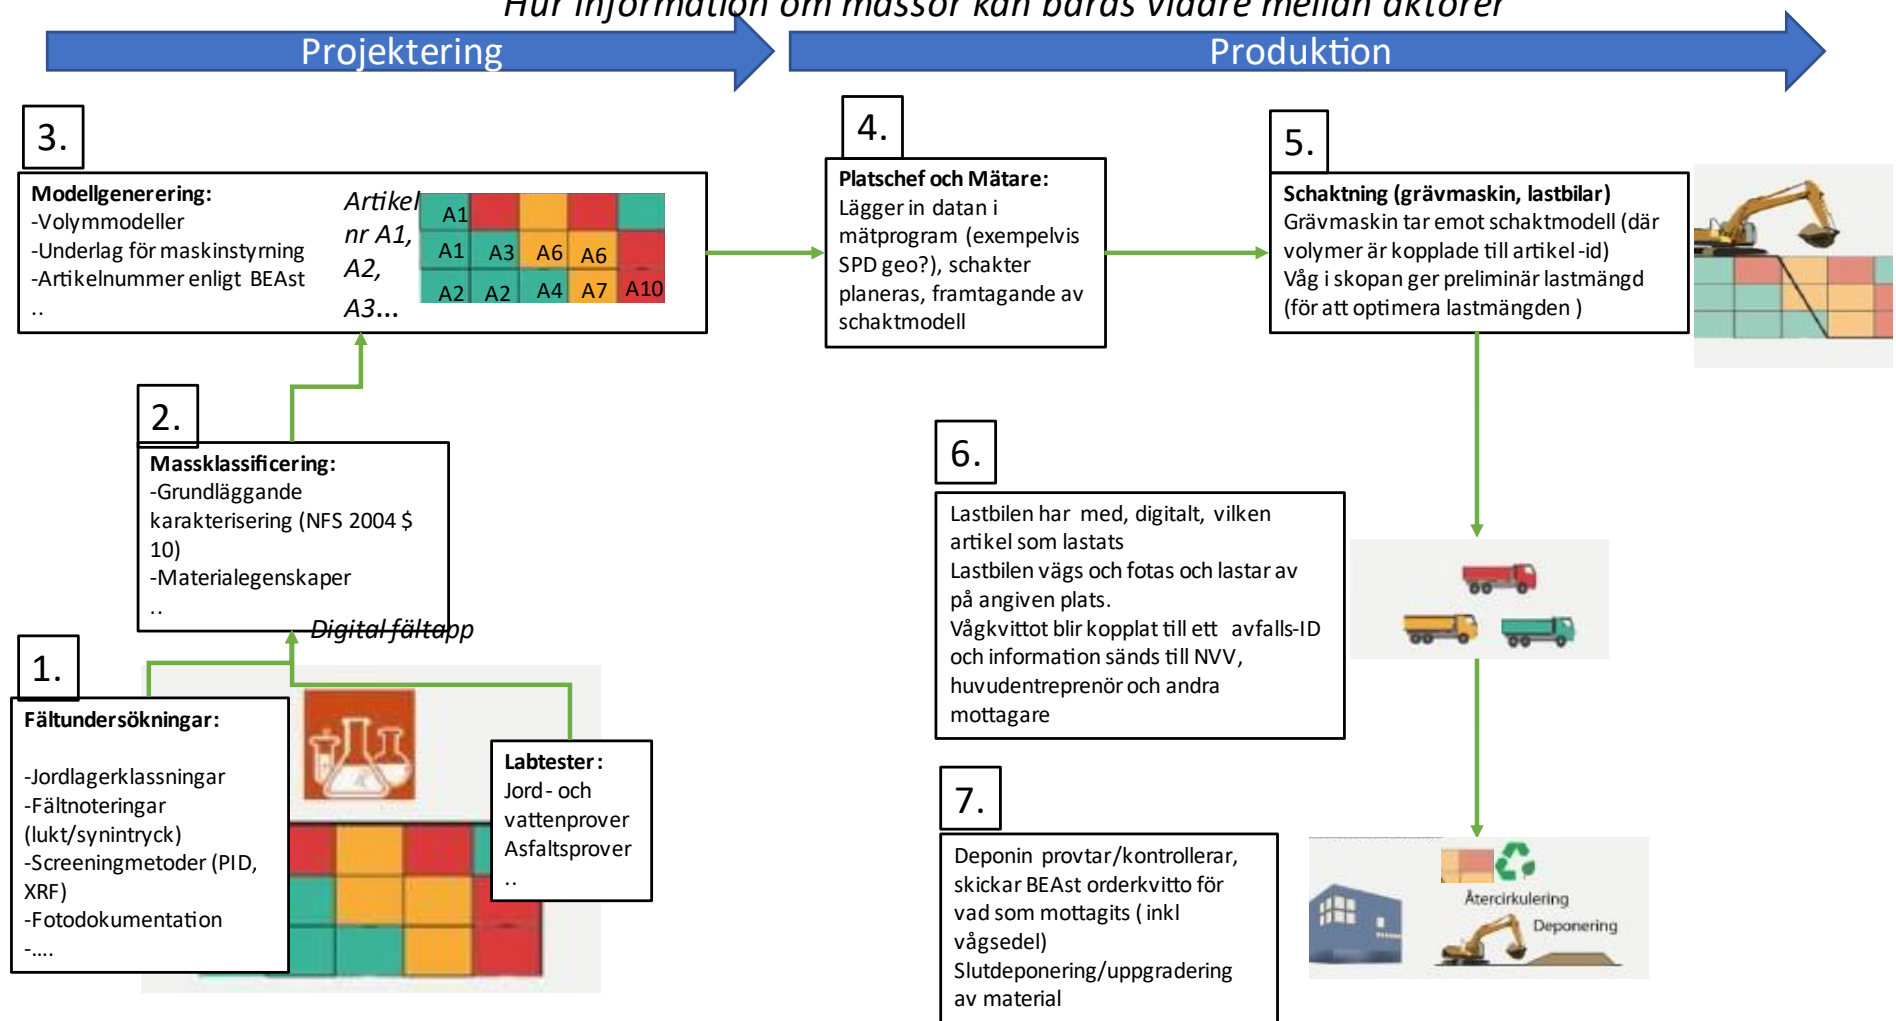 Hur information om massor kan bäras vidare mellan aktörer
Projektering
Produktion
3.
Modellgenerering:
-Volymmodeller
-Underlag för maskinstyrning
-Artikelnummer enligt BEAst
..
Artikel
nr A1,
A2,
A3...
A1
A1 A3 A6 A6
A2 A2 A4 A7 A10
4.
Platschef och Mätare:
Lägger in datan i
mätprogram (exempelvis
SPD geo?), schakter
planeras, framtagande av
schaktmodell
5.
Schaktning (grävmaskin, lastbilar)
Grävmaskin tar emot schaktmodell (där
volymer är kopplade till artikel-id)
Våg i skopan ger preliminär lastmängd
(för att optimera lastmängden )
2.
Massklassificering:
-Grundläggande
karakterisering (NFS 2004 $
10)
-Materialegenskaper
..
Digital fältapp
1.
Fältundersökningar:
-Jordlagerklassningar
-Fältnoteringar
(lukt/synintryck)
-Screeningmetoder (PID,
XRF)
-Fotodokumentation
-....
Labtester:
Jord- och
vattenprover
Asfaltsprover
..
6.
Lastbilen har med, digitalt, vilken
artikel som lastats
Lastbilen vägs och fotas och lastar av
på angiven plats.
Vågkvittot blir kopplat till ett avfalls-ID
och information sänds till NVV,
huvudentreprenör och andra
mottagare
7.
Deponin provtar/kontrollerar,
skickar BEAst orderkvitto för
vad som mottagits ( inkl
vågsedel)
Slutdeponering/uppgradering
av material
Återcirkulering
Deponering